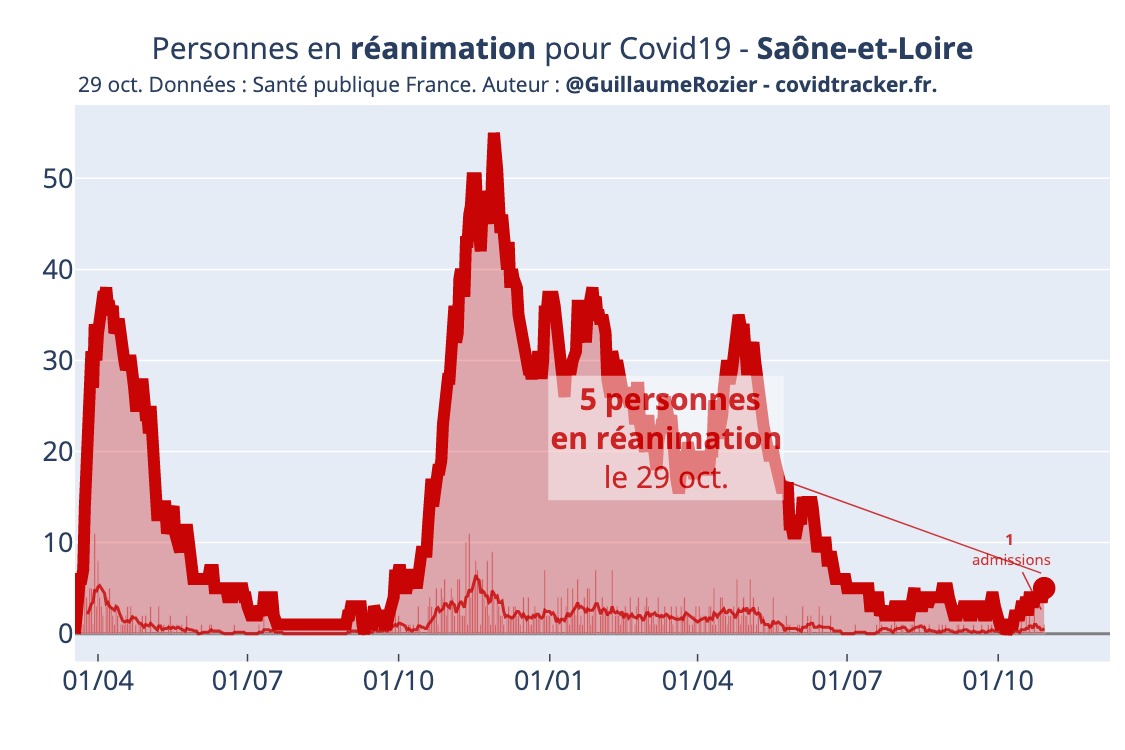 Personnes en réanimation pour Covid19 - Saône-et-Loire
29 oct. Données : Santé publique France. Auteur : @GuillaumeRozier - covidtracker.fr.
50
40
30
20
10
0
5 personnes
en réanimation
le 29 oct.
1
admissions
01/04 01/07 01/10 01/01 01/04 01/07 01/10